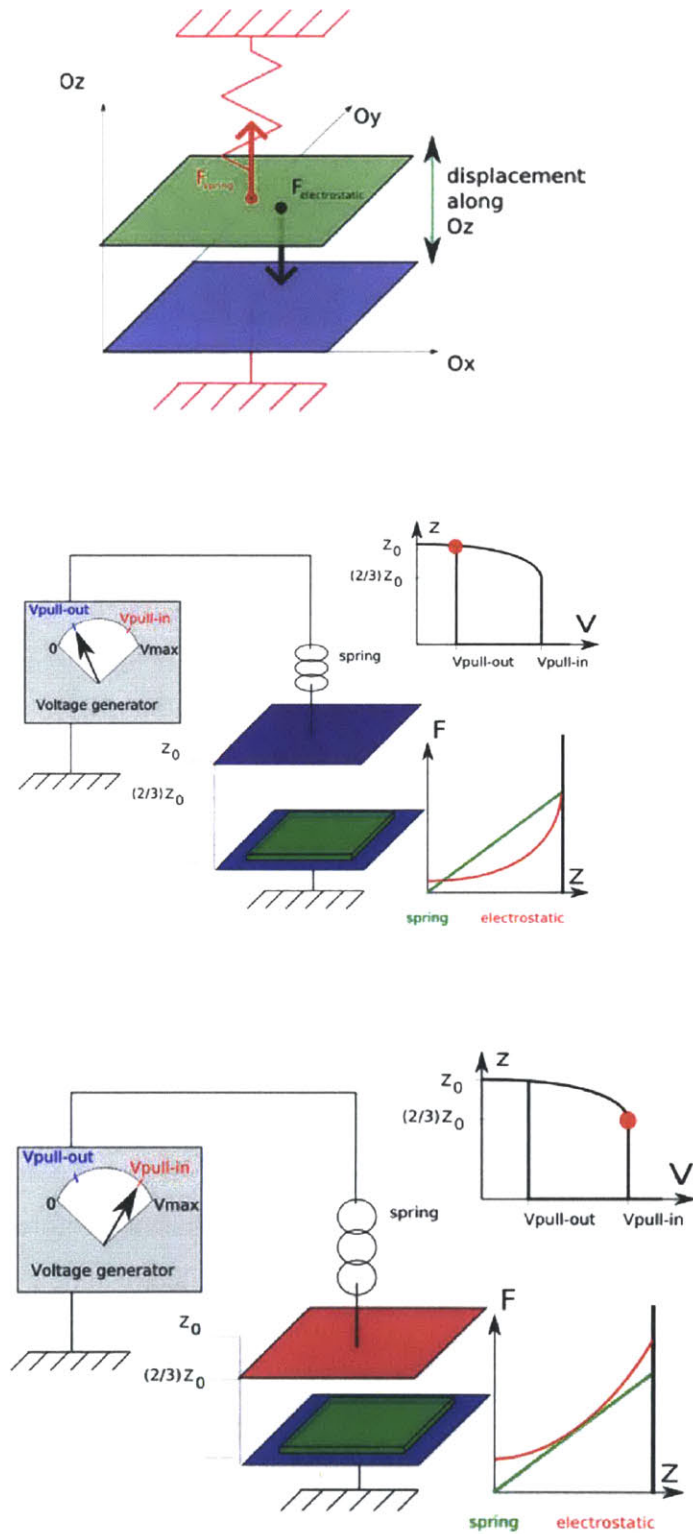 Oz
Oy
F spring
F electrostatic
displacement
along
Oz
Ox
Vpull-out
Vpull-in
0
Vmax
Voltage generator
spring
z
Z0
(2/3)Z0
V
Vpull-out
Vpull-in
Z0
(2/3)Z0
F
Z
spring electrostatic
Vpull-out
Vpull-in
0
Vmax
Voltage generator
spring
z
Z0
(2/3)Z0
V
Vpull-out
Vpull-in
Z0
(2/3)Z0
F
Z
spring electrostatic